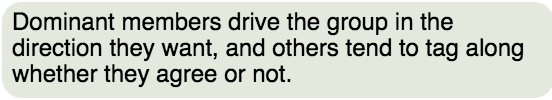 Dominant members drive the group in the
direction they want, and others tend to tag along
whether they agree or not.